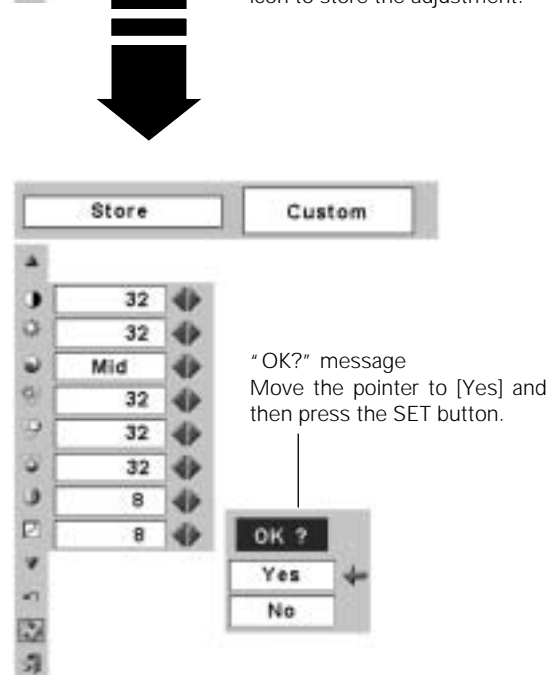 icon to store the adjustment.
Store
Custom
32
32
Mid
32
32
32
8
8
"OK?" message
Move the pointer to [Yes] and
then press the SET button.
OK ?
Yes
No